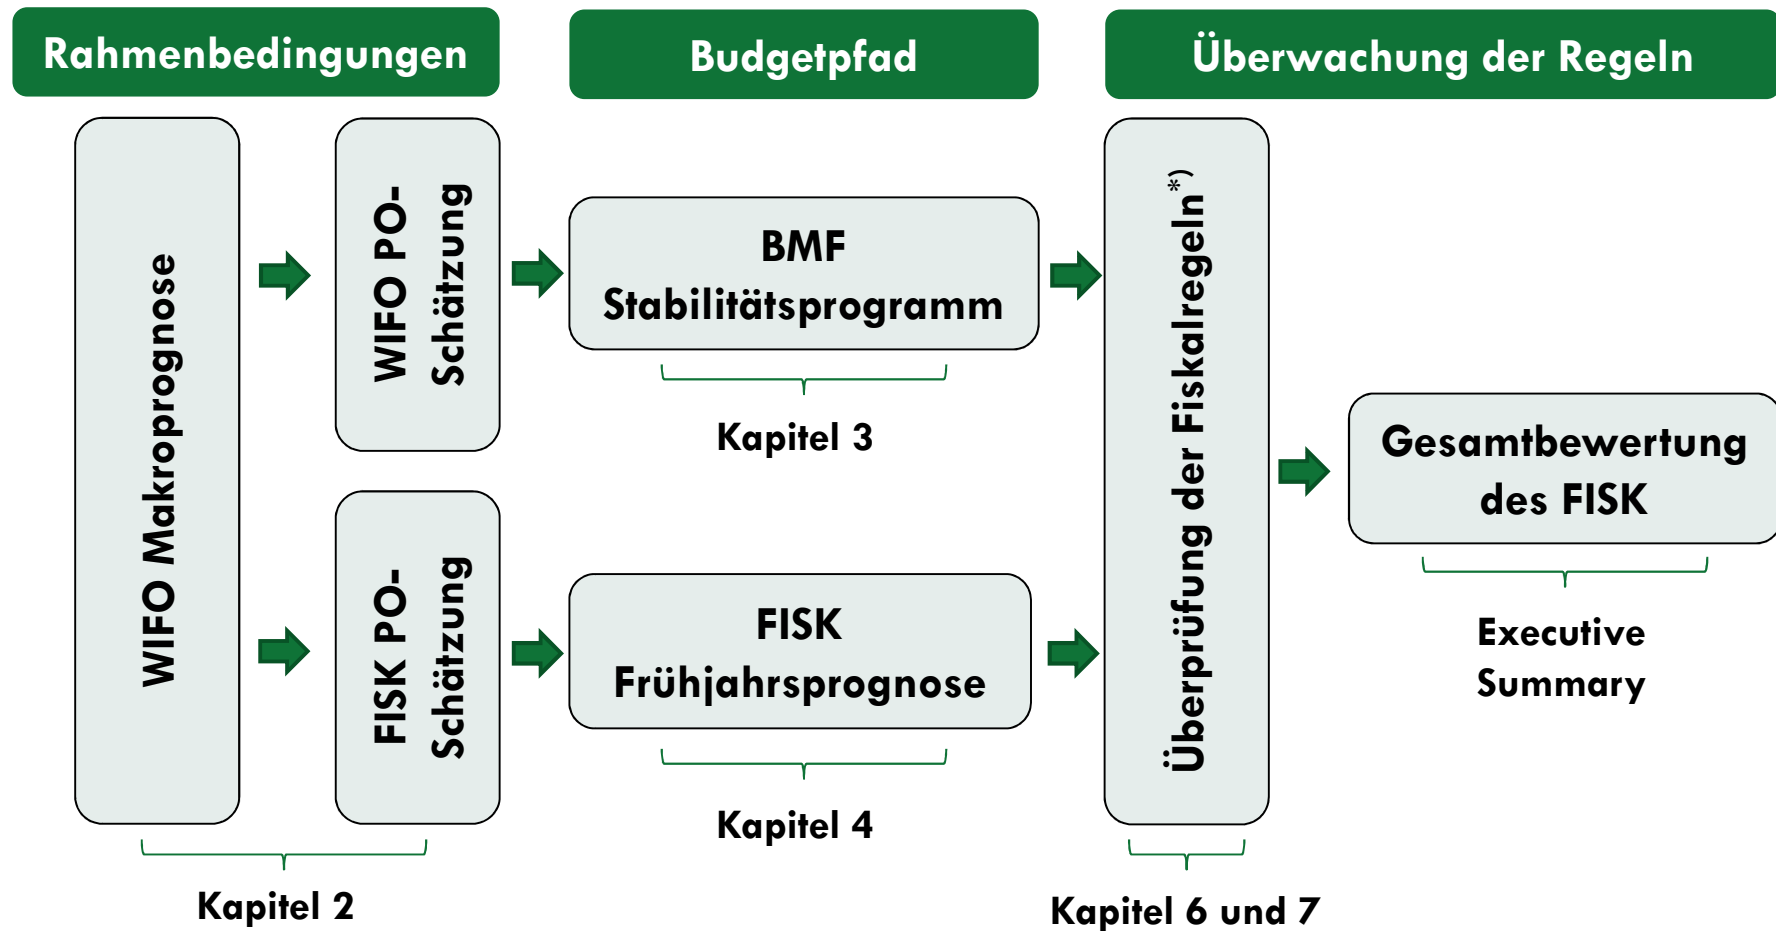 Rahmenbedingungen
Budgetpfad
Überwachung der Regeln
WIFO Makroprognose
WIFO PO-
Schätzung
BMF
Stabilitätsprogramm
Kapitel 3
FISK PO-
Schätzung
FISK
Frühjahrsprognose
Kapitel 4
Kapitel 2
Überprüfung der Fiskalregeln*)
Kapitel 6 und 7
Gesamtbewertung
des FISK
Executive
Summary